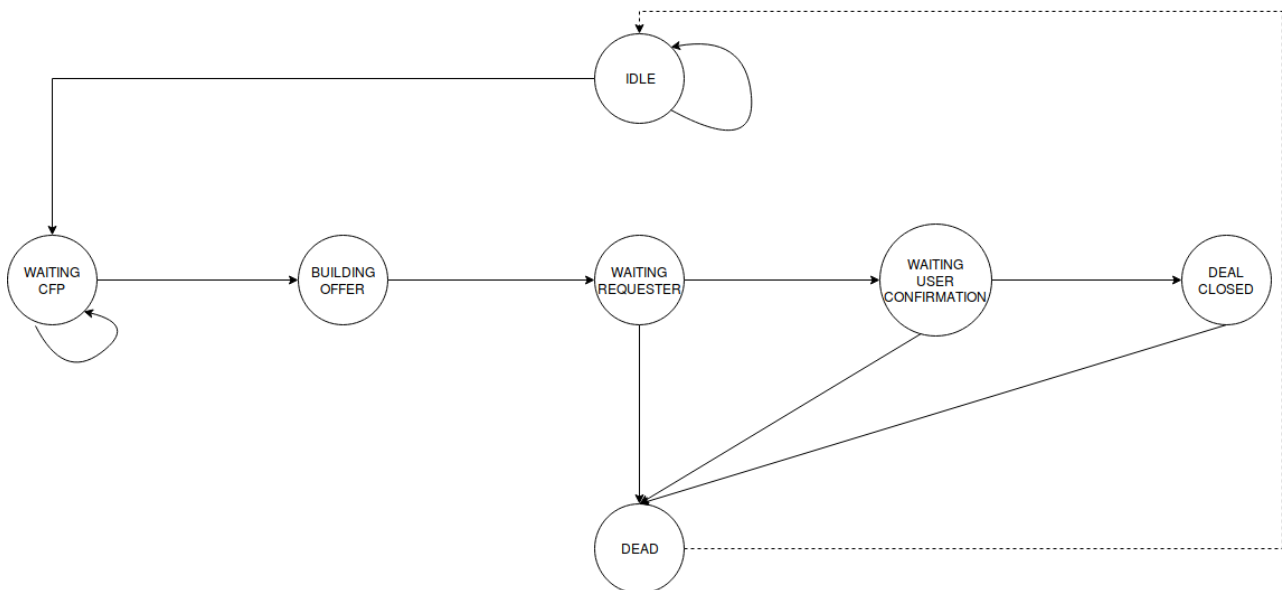 IDLE
WAITING
CFP
BUILDING
OFFER
WAITING
REQUESTER
WAITING
USER
CONFIRMATION
DEAL
CLOSED
DEAD